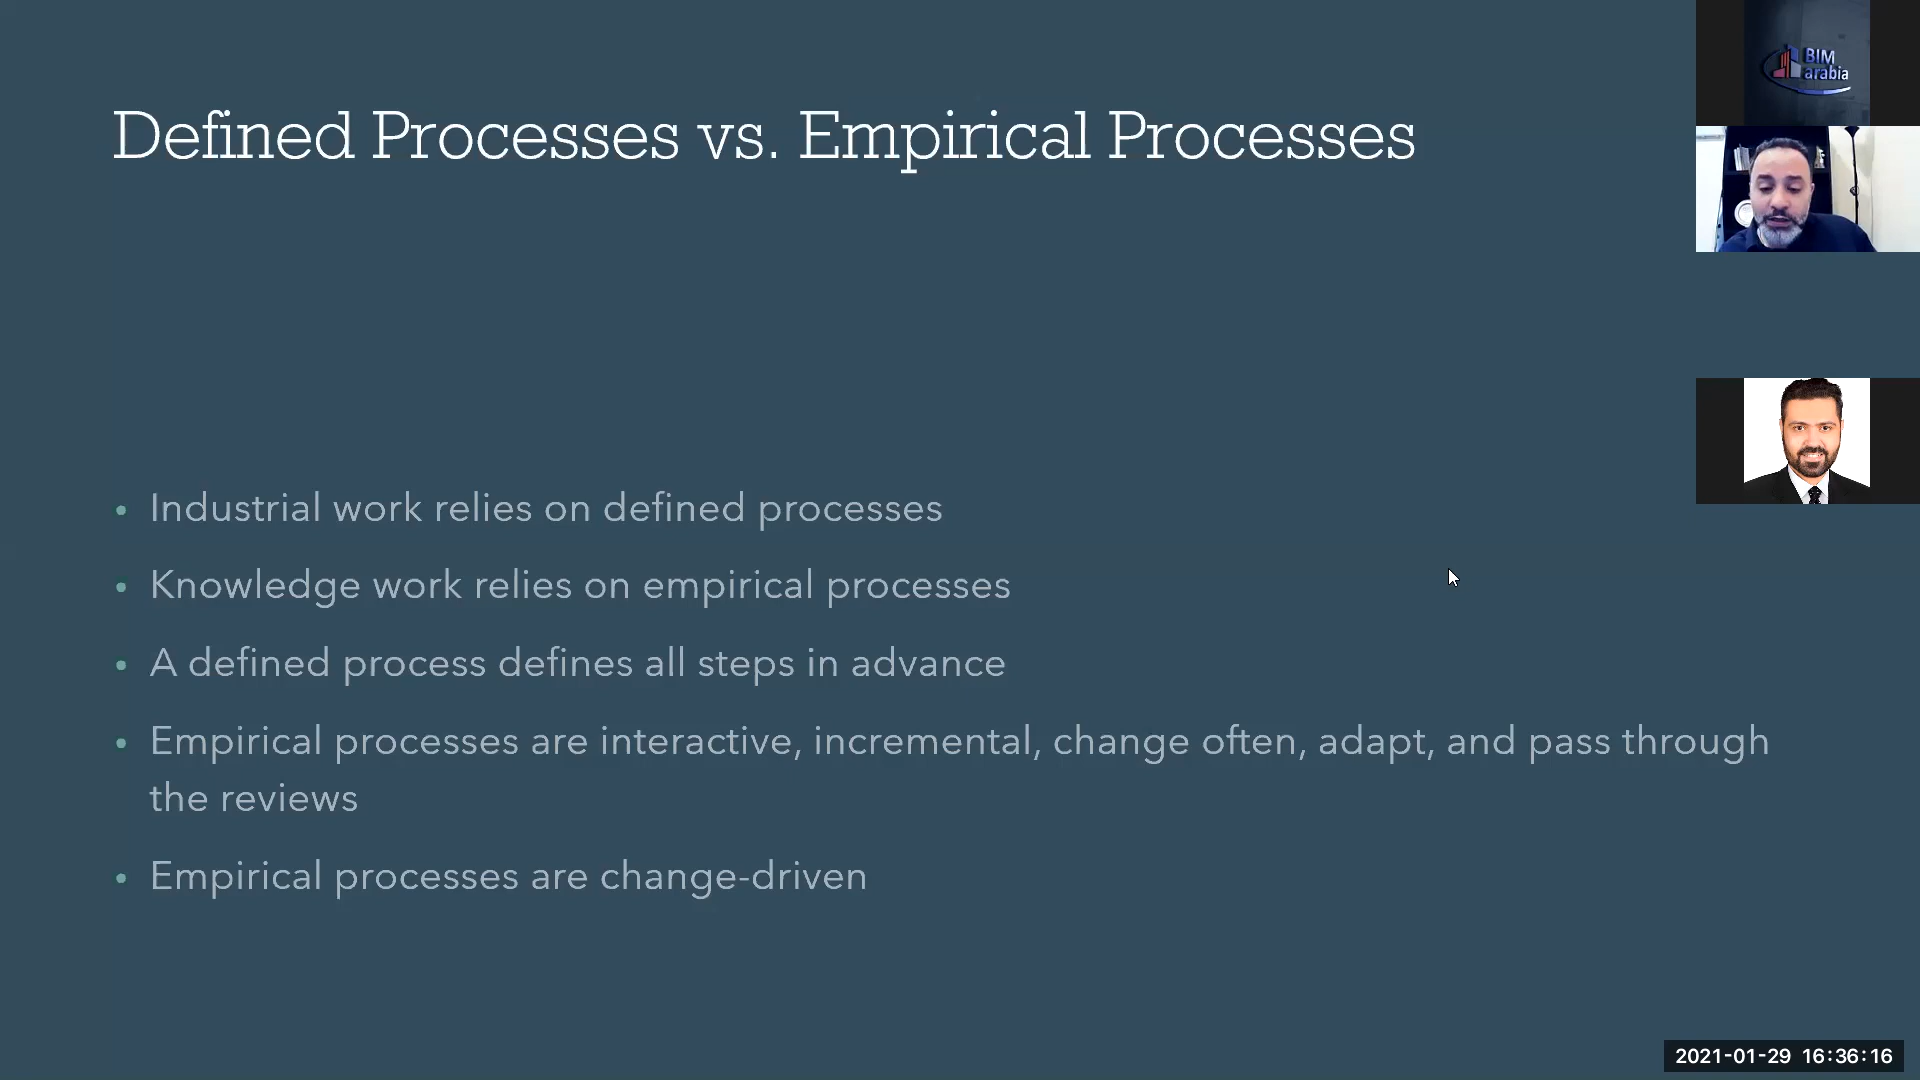 Defined Processes vs. Empirical Processes
BIM
arabia
• Industrial work relies on defined processes
• Knowledge work relies on empirical processes
• A defined process defines all steps in advance
• Empirical processes are interactive, incremental, change often, adapt, and pass through
the reviews
• Empirical processes are change-driven
2021-01-29 16:36:16